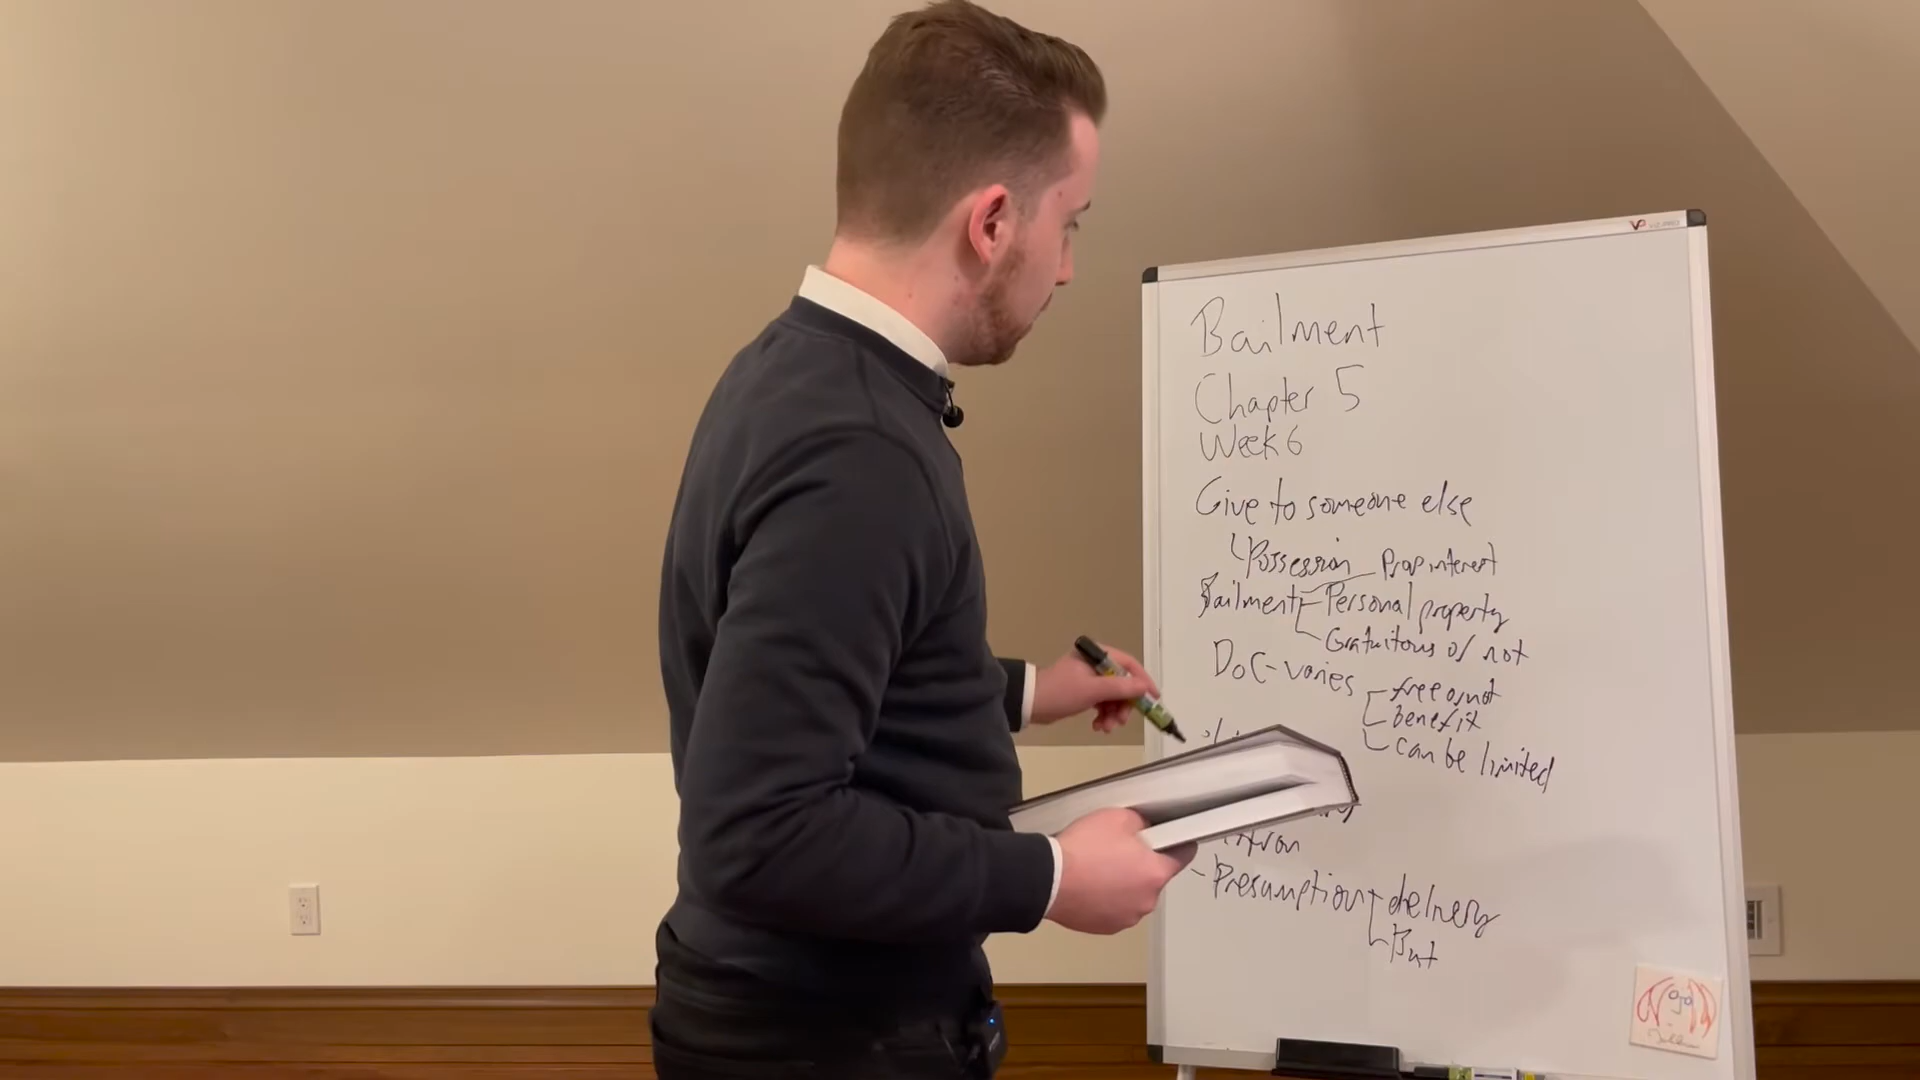 Bailment
Chapter 5
Week 6
Give to someone else
Possession Prop interest
Bailment Personal property
Gratuitous or not
DoC-varies free or not
benefit
can be limited
-Presumption delivery
But